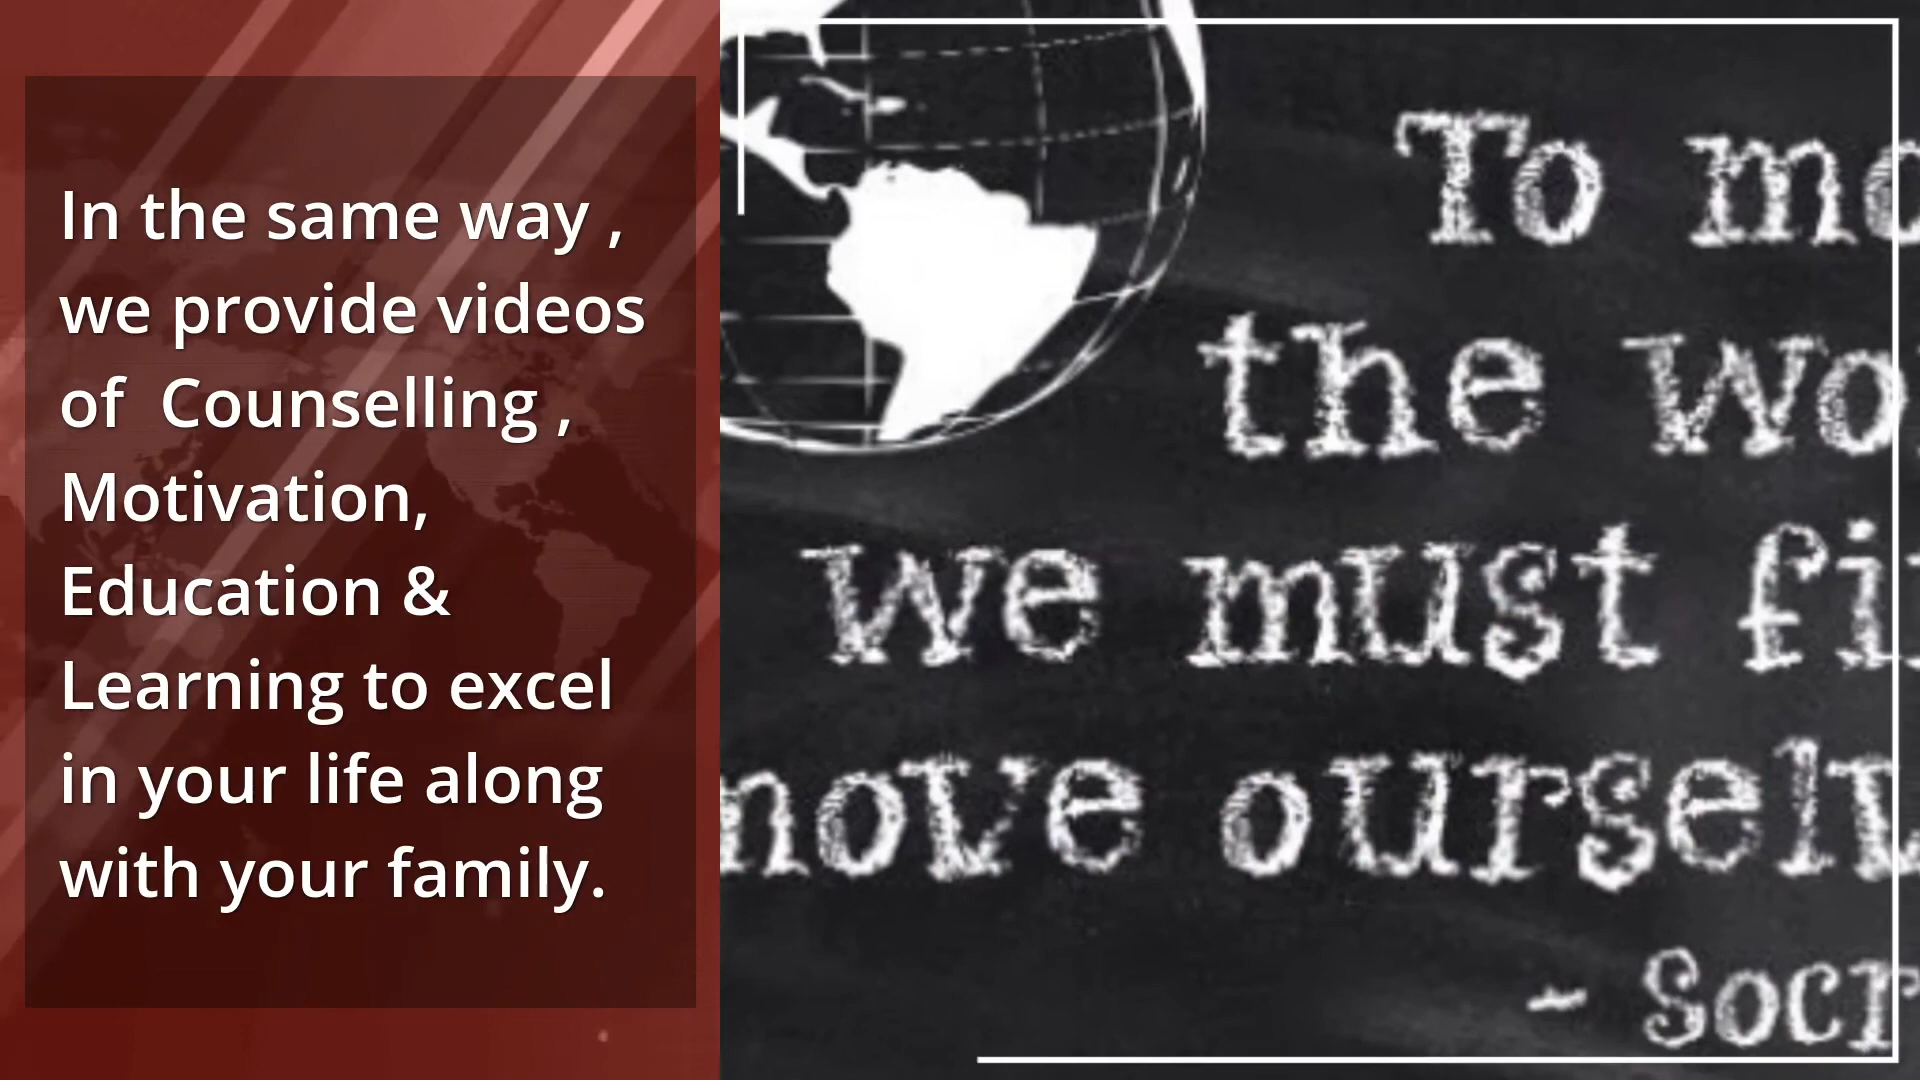 In the same way ,
we provide videos
of  Counselling ,
Motivation,
Education &
Learning to excel
in your life along
with your family.
To
the
we must
ourselv
-